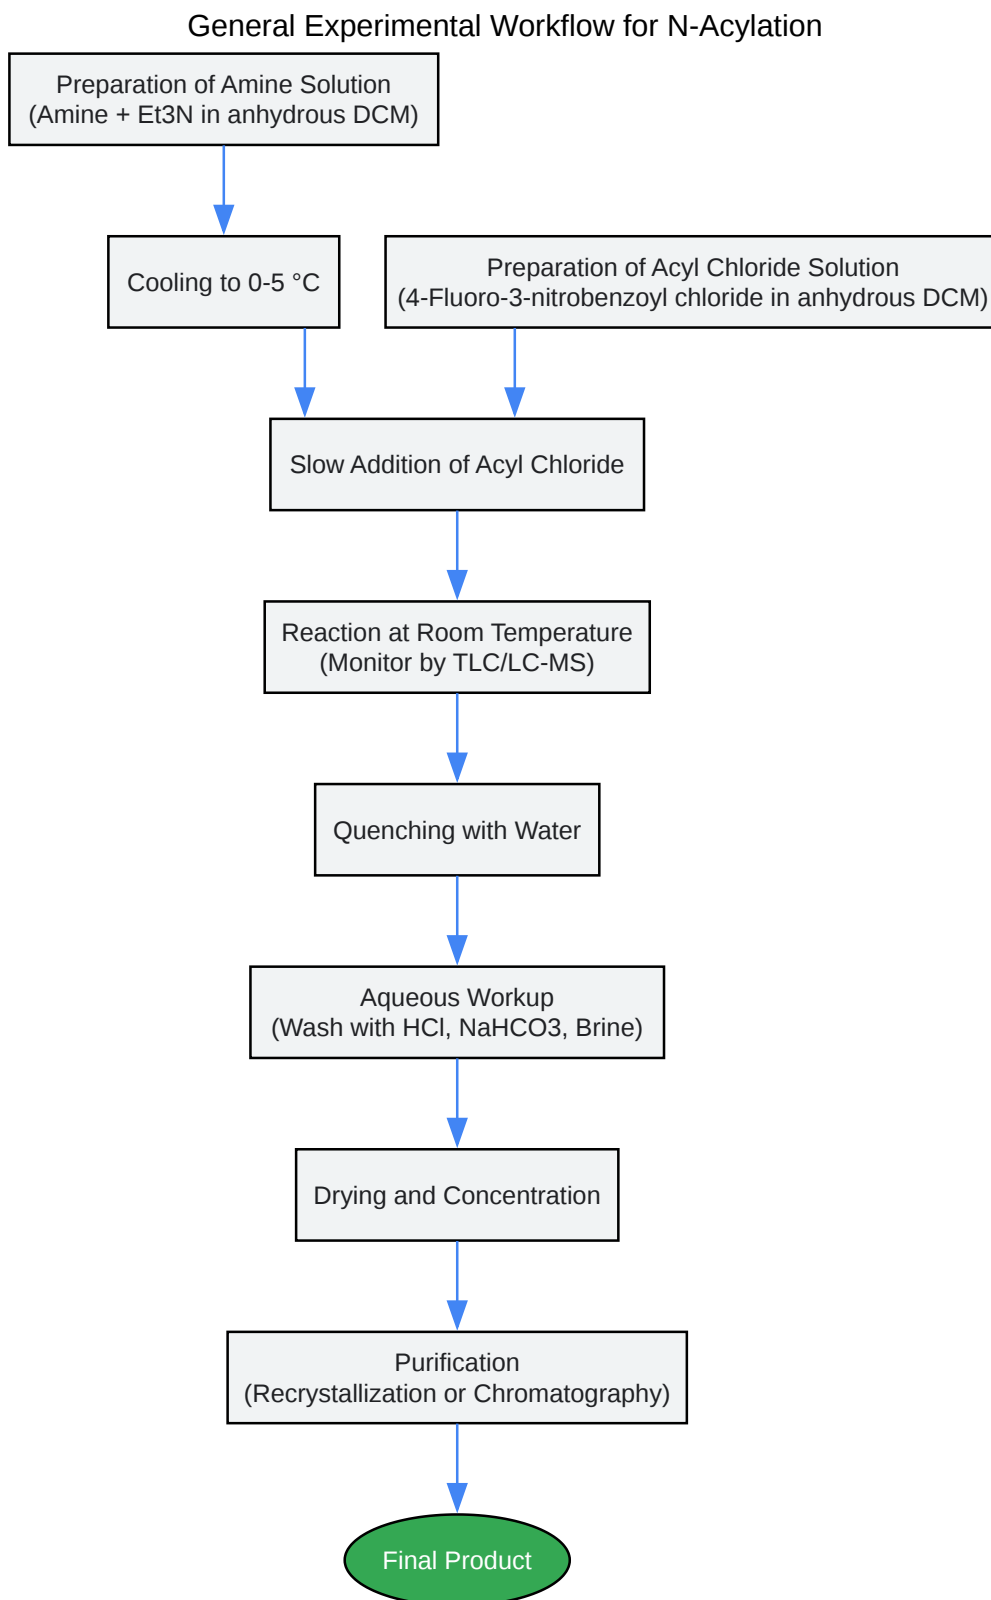 General Experimental Workflow for N-Acylation
Preparation of Amine Solution
(Amine + Et3N in anhydrous DCM)
Cooling to 0-5 °C
Preparation of Acyl Chloride Solution
(4-Fluoro-3-nitrobenzoyl chloride in anhydrous DCM)
Slow Addition of Acyl Chloride
Reaction at Room Temperature
(Monitor by TLC/LC-MS)
Quenching with Water
Aqueous Workup
(Wash with HCl, NaHCO3, Brine)
Drying and Concentration
Purification
(Recrystallization or Chromatography)
Final Product